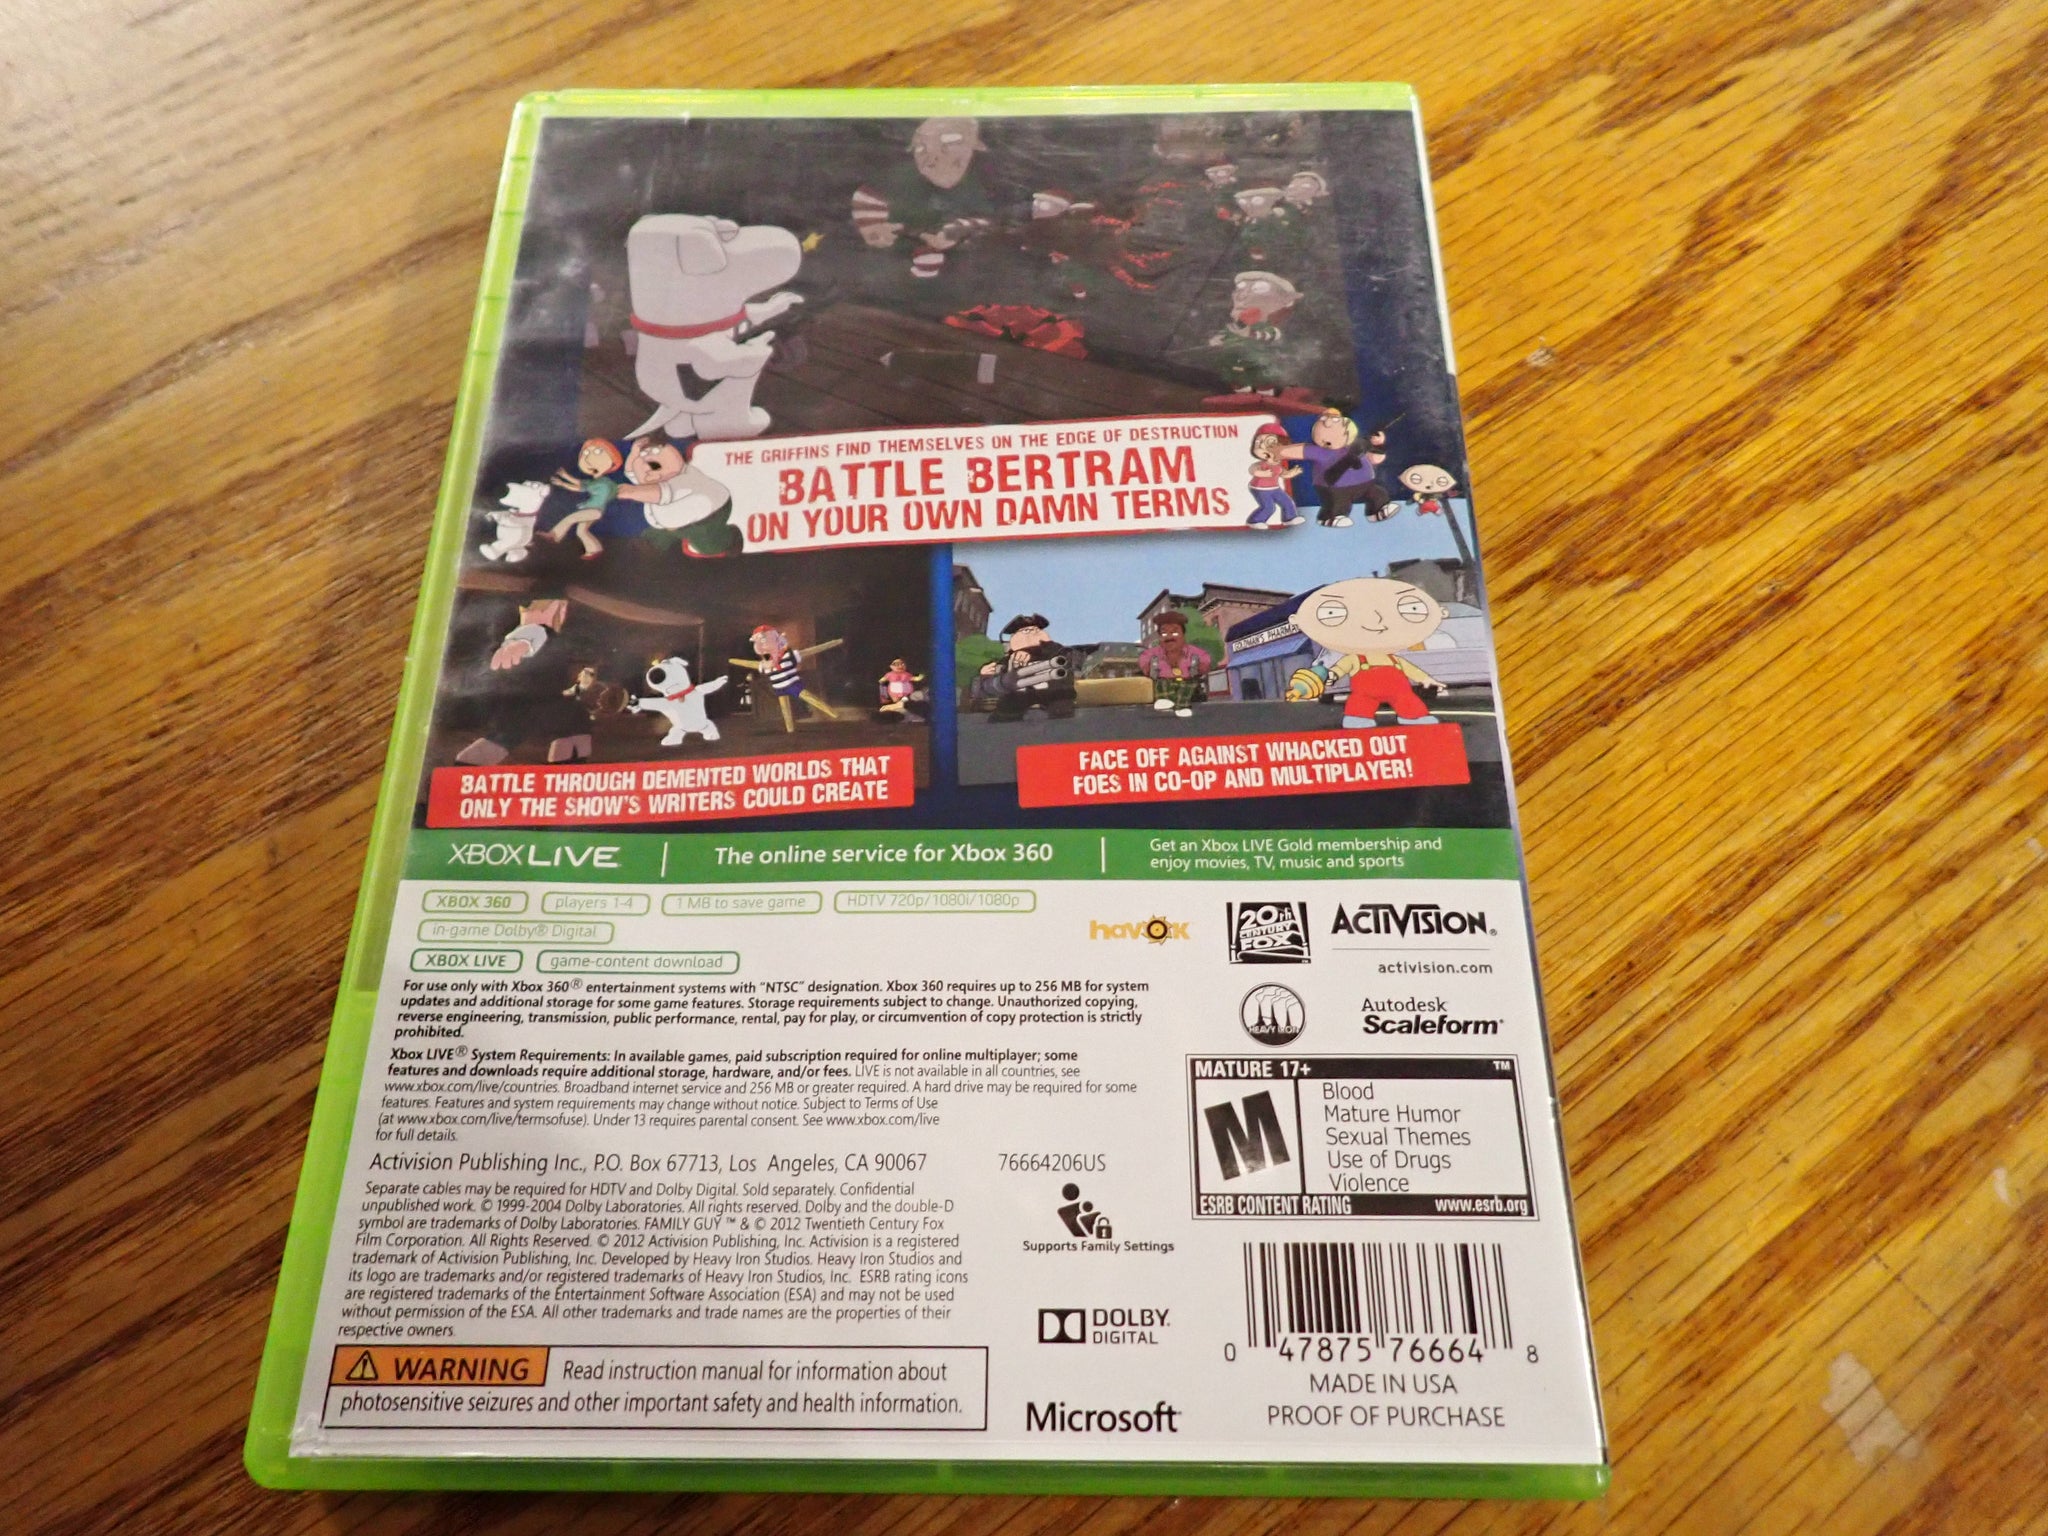 THE GRIFFINS FIND THEMSELVES ON THE EDGE OF DESTRUCTION
BATTLE BERTRAM
ON YOUR OWN DAMN TERMS
GOLDMAN'S PHARMA
BATTLE THROUGH DEMENTED WORLDS THAT
ONLY THE SHOW'S WRITERS COULD CREATE
FACE OFF AGAINST WHACKED OUT
FOES IN CO-OP AND MULTIPLAYER!
XBOX LIVE
The online service for Xbox 360
Get an Xbox LIVE Gold membership and
enjoy movies, TV, music and sports
XBOX 360 players 1-4 1 MB to save game HDTV 720p/1080i/1080p
in-game Dolby® Digital
XBOX LIVE game-content download
For use only with Xbox 360® entertainment systems with "NTSC" designation. Xbox 360 requires up to 256 MB for system
updates and additional storage for some game features. Storage requirements subject to change. Unauthorized copying,
reverse engineering, transmission, public performance, rental, pay for play, or circumvention of copy protection is strictly
prohibited.
Xbox LIVE® System Requirements: In available games, paid subscription required for online multiplayer; some
features and downloads require additional storage, hardware, and/or fees. LIVE is not available in all countries, see
www.xbox.com/live/countries. Broadband internet service and 256 MB or greater required. A hard drive may be required for some
features. Features and system requirements may change without notice. Subject to Terms of Use
(at www.xbox.com/live/termsofuse). Under 13 requires parental consent. See www.xbox.com/live
for full details.
Activision Publishing Inc., P.O. Box 67713, Los Angeles, CA 90067
76664206US
Separate cables may be required for HDTV and Dolby Digital. Sold separately. Confidential
unpublished work. © 1999-2004 Dolby Laboratories. All rights reserved. Dolby and the double-D
symbol are trademarks of Dolby Laboratories. FAMILY GUY ™ & © 2012 Twentieth Century Fox
Film Corporation. All Rights Reserved. © 2012 Activision Publishing, Inc. Activision is a registered
trademark of Activision Publishing, Inc. Developed by Heavy Iron Studios. Heavy Iron Studios and
its logo are trademarks and/or registered trademarks of Heavy Iron Studios, Inc. ESRB rating icons
are registered trademarks of the Entertainment Software Association (ESA) and may not be used
without permission of the ESA. All other trademarks and trade names are the properties of their
respective owners.
WARNING Read instruction manual for information about
photosensitive seizures and other important safety and health information.
havok
20th
CENTURY
FOX
ACTIVISION®
activision.com
HEAVY IRON
Autodesk
Scaleform®
MATURE 17+ ™
M
Blood
Mature Humor
Sexual Themes
Use of Drugs
Violence
ESRB CONTENT RATING www.esrb.org
Supports Family Settings
DOLBY
DIGITAL
Microsoft
0 47875 76664 8
MADE IN USA
PROOF OF PURCHASE